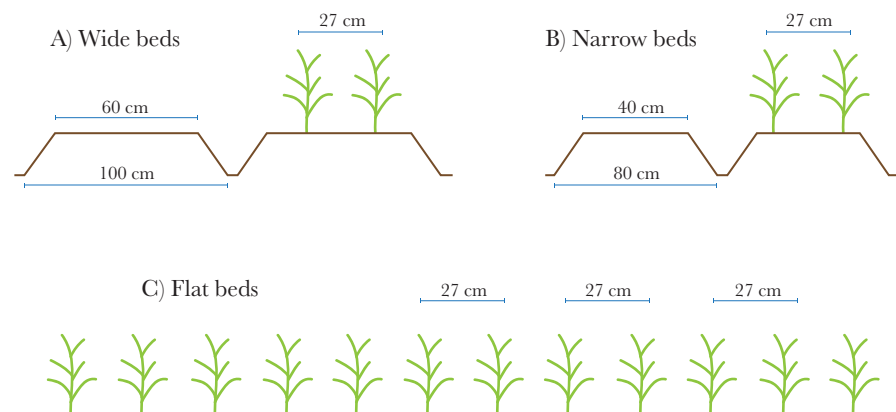 A) Wide beds
27 cm
60 cm
100 cm
B) Narrow beds
27 cm
40 cm
80 cm
C) Flat beds
27 cm
27 cm
27 cm